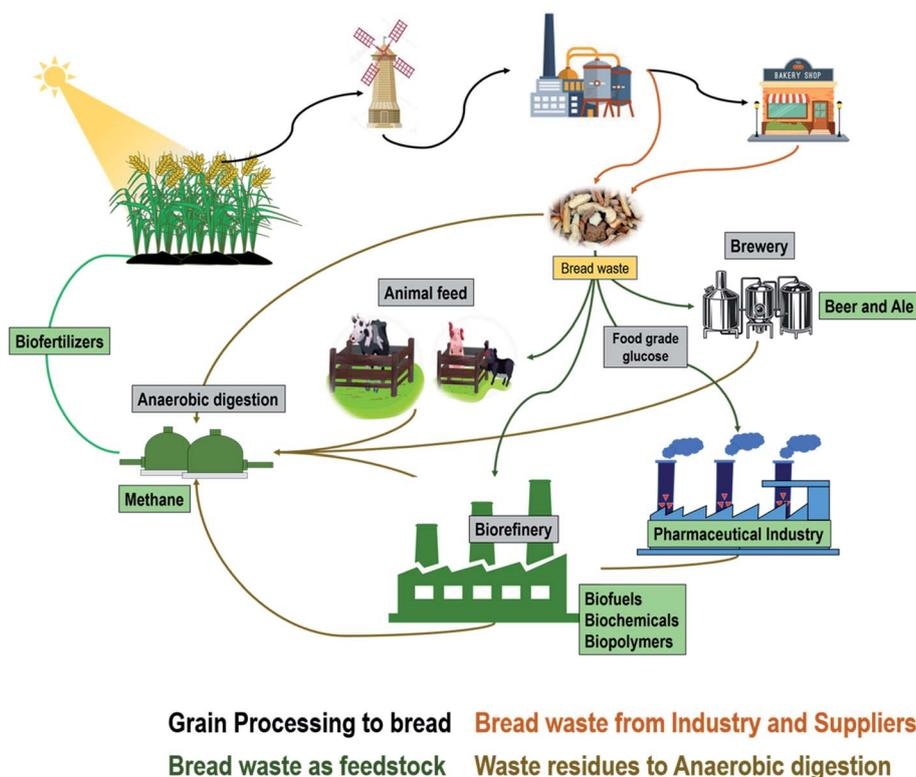 BAKERY SHOP
Bread waste
Brewery
Beer and Ale
Animal feed
Food grade
glucose
Biofertilizers
Anaerobic digestion
Methane
Biorefinery
Pharmaceutical Industry
Biofuels
Biochemicals
Biopolymers
Grain Processing to bread
Bread waste from Industry and Suppliers
Bread waste as feedstock
Waste residues to Anaerobic digestion